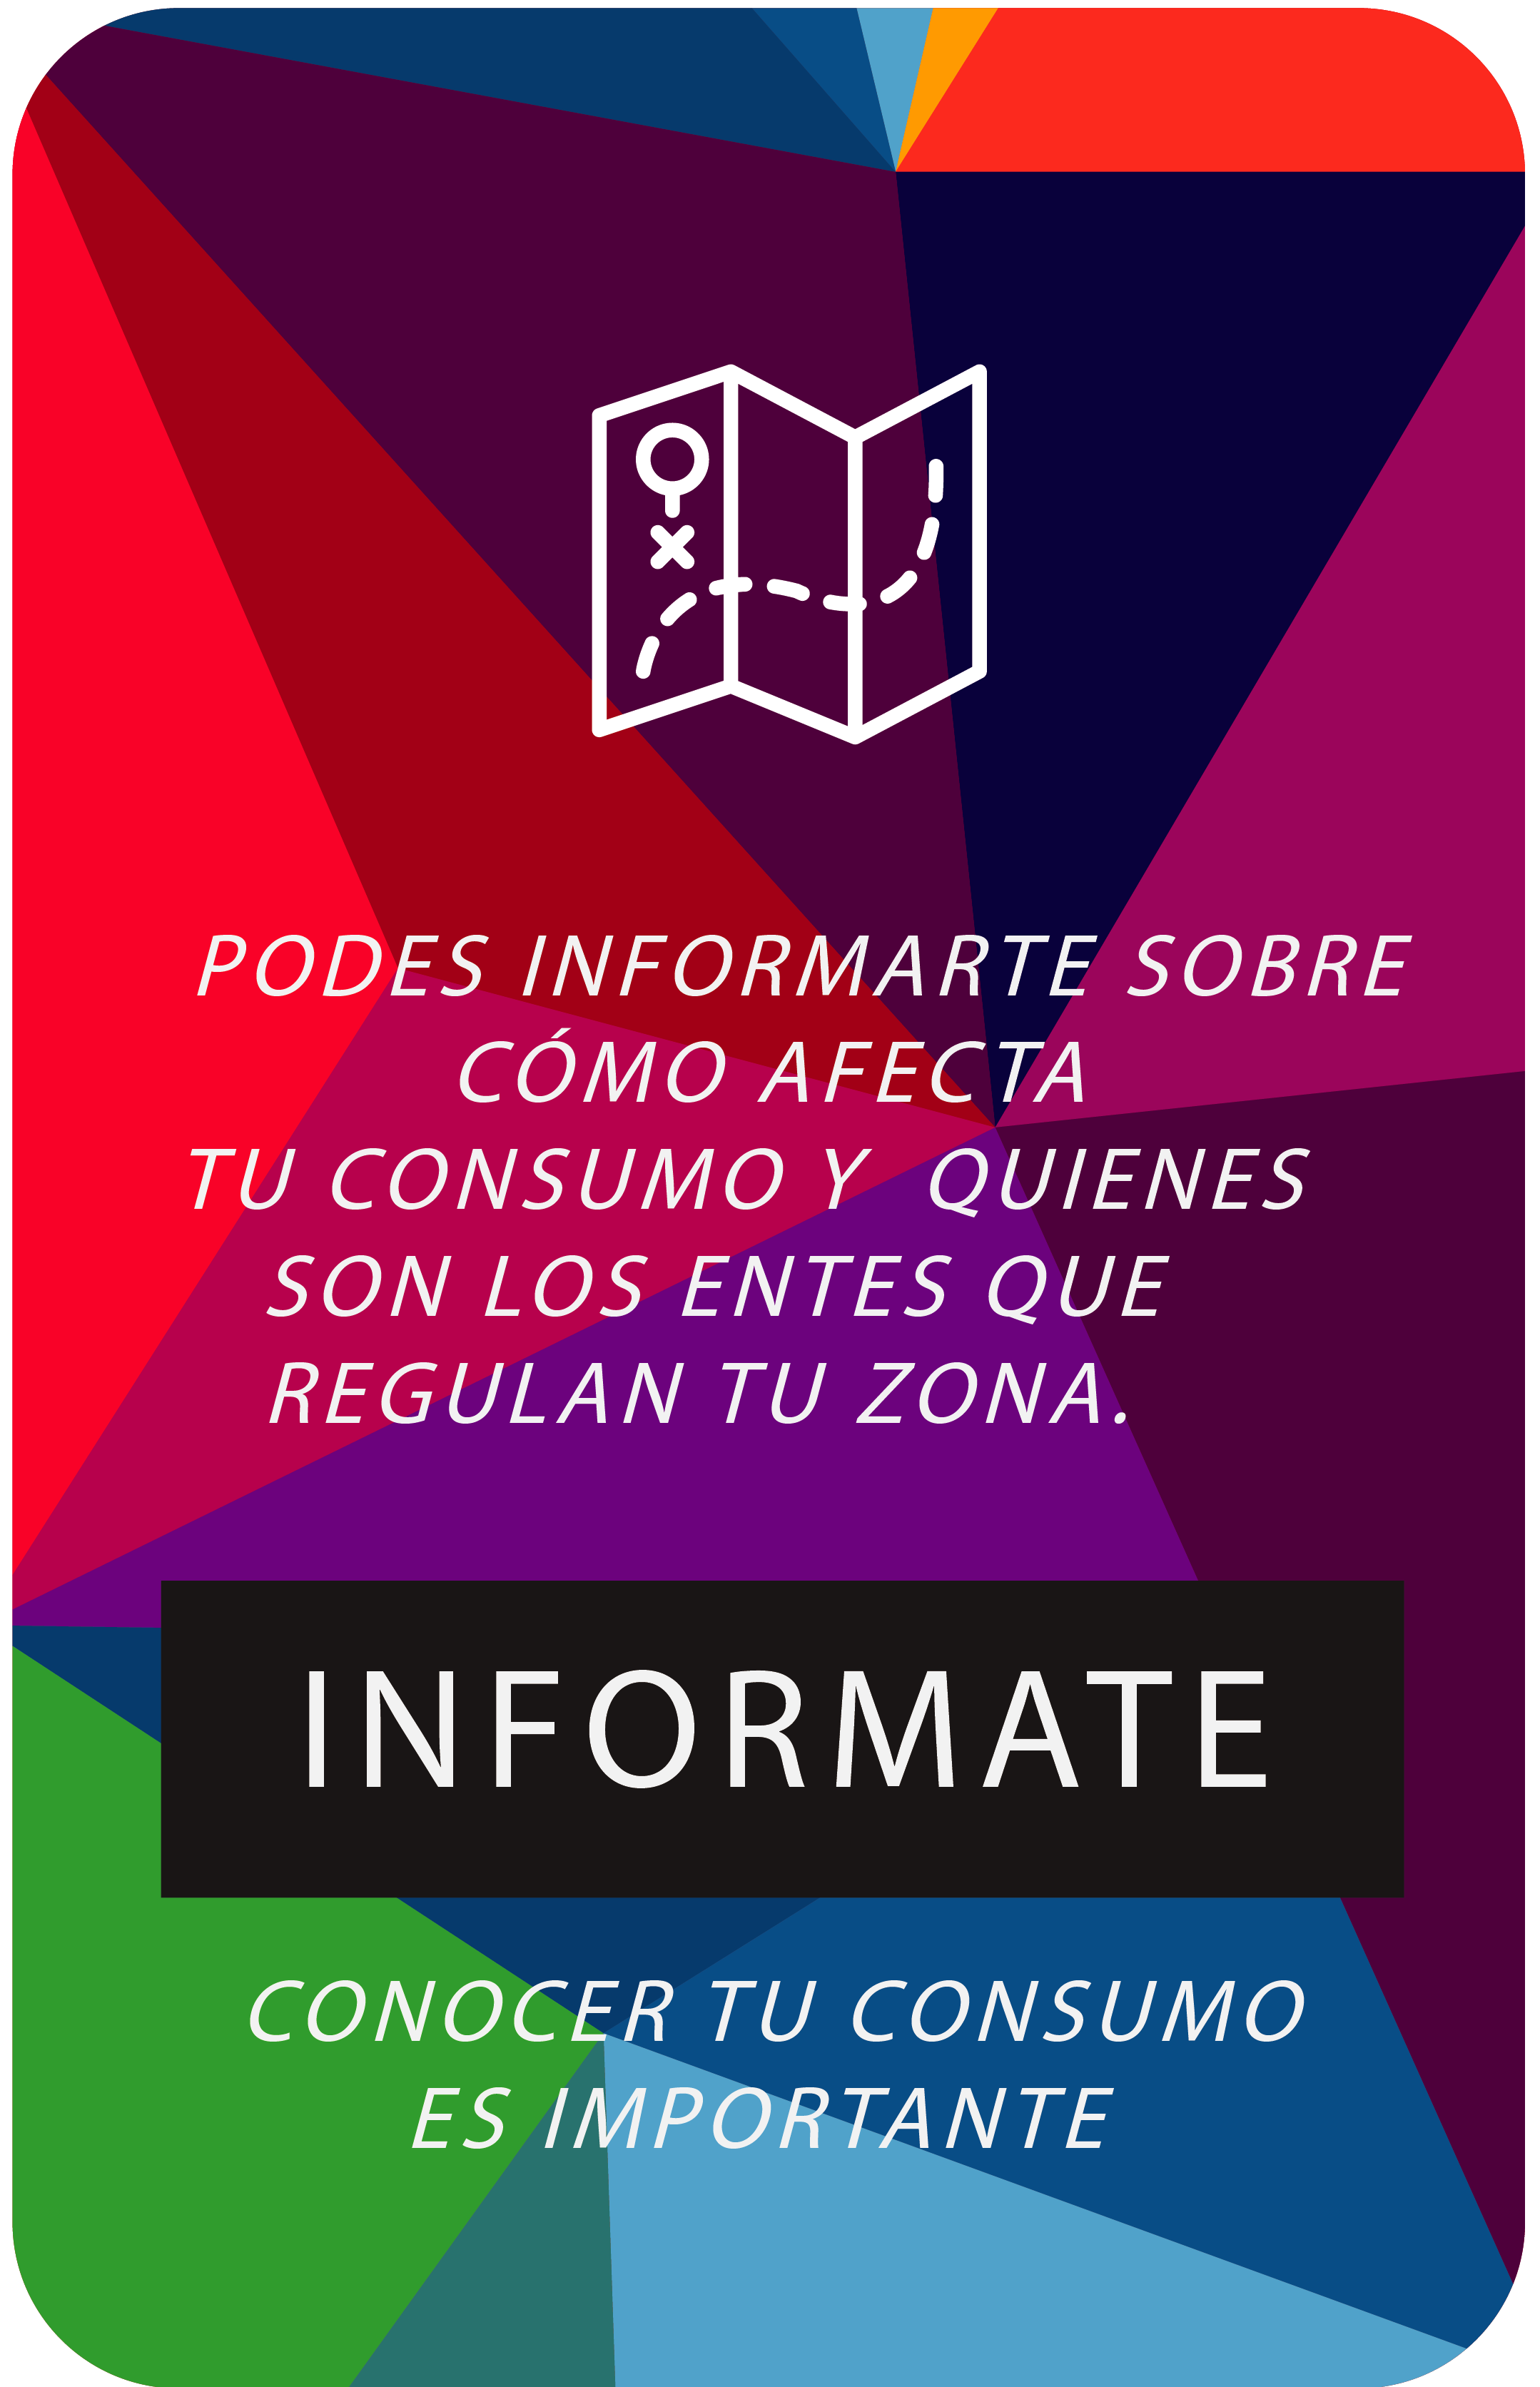 PODES INFORMARTE SOBRE
CÓMO AFECTA
TU CONSUMO Y QUIENES
SON LOS ENTES QUE
REGULAN TU ZONA.
INFORMATE
CONOCER TU CONSUMO
ES IMPORTANTE